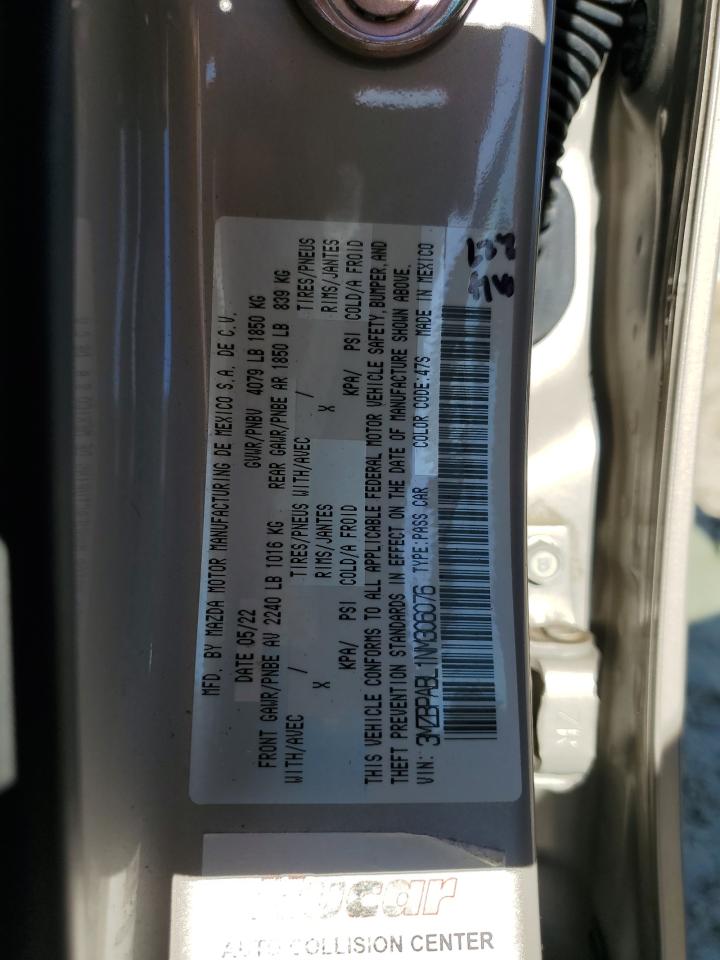 MFD. BY MAZDA MOTOR MANUFACTURING DE MEXICO S.A. DE C.V.
DATE 05/22 GVWR/PNBV 4079 LB 1850 KG
FRONT GAWR/PNBE AV 2240 LB 1016 KG REAR GAWR/PNBE AR 1850 LB 839 KG
WITH/AVEC / TIRES/PNEUS WITH/AVEC / TIRES/PNEUS
X RIMS/JANTES X RIMS/JANTES
KPA/ PSI COLD/A FROID KPA/ PSI COLD/A FROID
THIS VEHICLE CONFORMS TO ALL APPLICABLE FEDERAL MOTOR VEHICLE SAFETY, BUMPER, AND
THEFT PREVENTION STANDARDS IN EFFECT ON THE DATE OF MANUFACTURE SHOWN ABOVE.
VIN: 3MZBPABL1NM306076 TYPE:PASS CAR COLOR CODE:47S MADE IN MEXICO
AUTO COLLISION CENTER